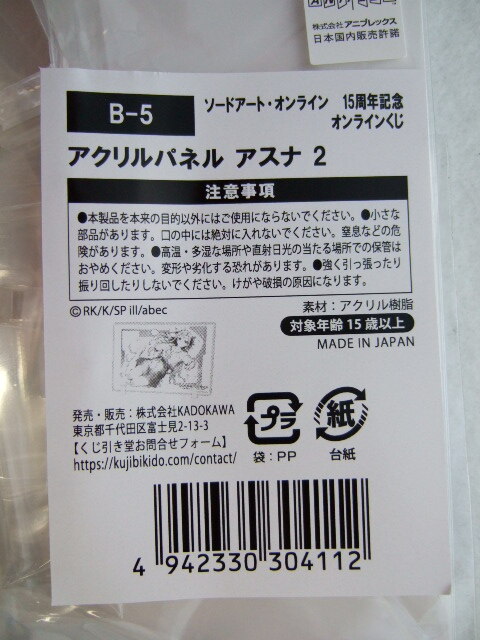 株式会社アニプレックス
日本国内販売許諾
B-5
ソードアート・オンライン 15周年記念
オンラインくじ
アクリルパネル アスナ 2
注意事項
●本製品を本来の目的以外にはご使用にならないでください。●小さな
部品があります。口の中には絶対に入れないでください。窒息などの危
険があります。●高温・多湿な場所や直射日光の当たる場所での保管は
おやめください。変形や劣化する恐れがあります。●強く引っ張ったり
振り回したりしないでください。けがや破損の原因になります。
©RK/K/SP ill/abec
素材：アクリル樹脂
対象年齢15歳以上
MADE IN JAPAN
発売・販売：株式会社KADOKAWA
東京都千代田区富士見2-13-3
【くじ引き堂お問合せフォーム】
https://kujibikido.com/contact/
プラ
袋：PP
紙
台紙
4 942330 304112